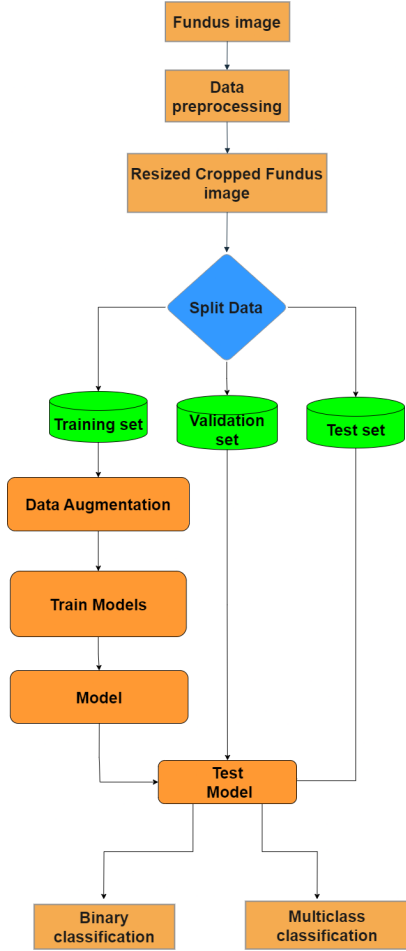 Fundus image
Data
preprocessing
Resized Cropped Fundus
image
Split Data
Training set
Validation
set
Test set
Data Augmentation
Train Models
Model
Test
Model
Binary
classification
Multiclass
classification